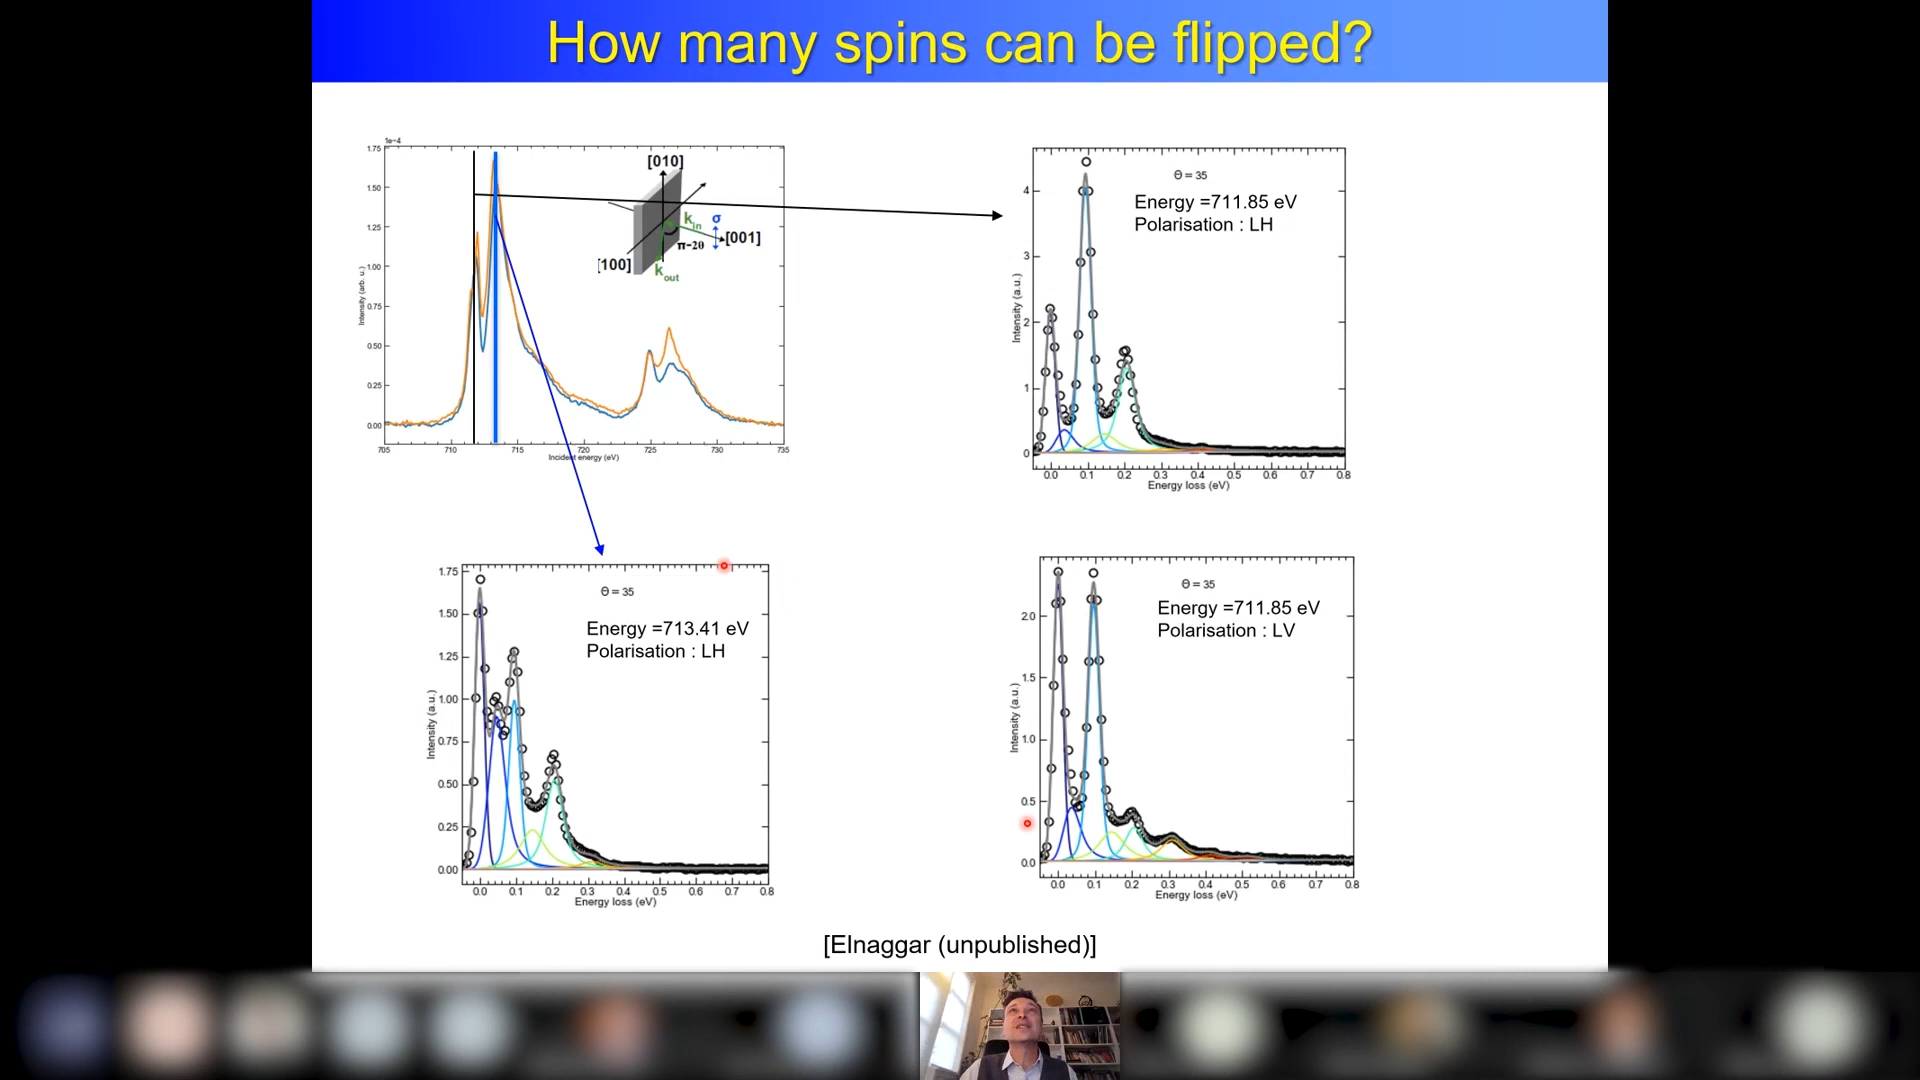 How many spins can be flipped?
1e−4
1.75
1.50
1.25
1.00
0.75
0.50
0.25
0.00
Intensity (arb. u.)
705 710 715 720 725 730 735
Incident energy (eV)
[010]
k in
σ
[001]
π-2θ
[100]
k out
Θ = 35
Energy =711.85 eV
Polarisation : LH
4
3
2
1
0
Intensity (a.u.)
0.0 0.1 0.2 0.3 0.4 0.5 0.6 0.7 0.8
Energy loss (eV)
Θ = 35
Energy =713.41 eV
Polarisation : LH
1.75
1.50
1.25
1.00
0.75
0.50
0.25
0.00
Intensity (a.u.)
0.0 0.1 0.2 0.3 0.4 0.5 0.6 0.7 0.8
Energy loss (eV)
Θ = 35
Energy =711.85 eV
Polarisation : LV
2.0
1.5
1.0
0.5
0.0
Intensity (a.u.)
0.0 0.1 0.2 0.3 0.4 0.5 0.6 0.7 0.8
Energy loss (eV)
[Elnaggar (unpublished)]